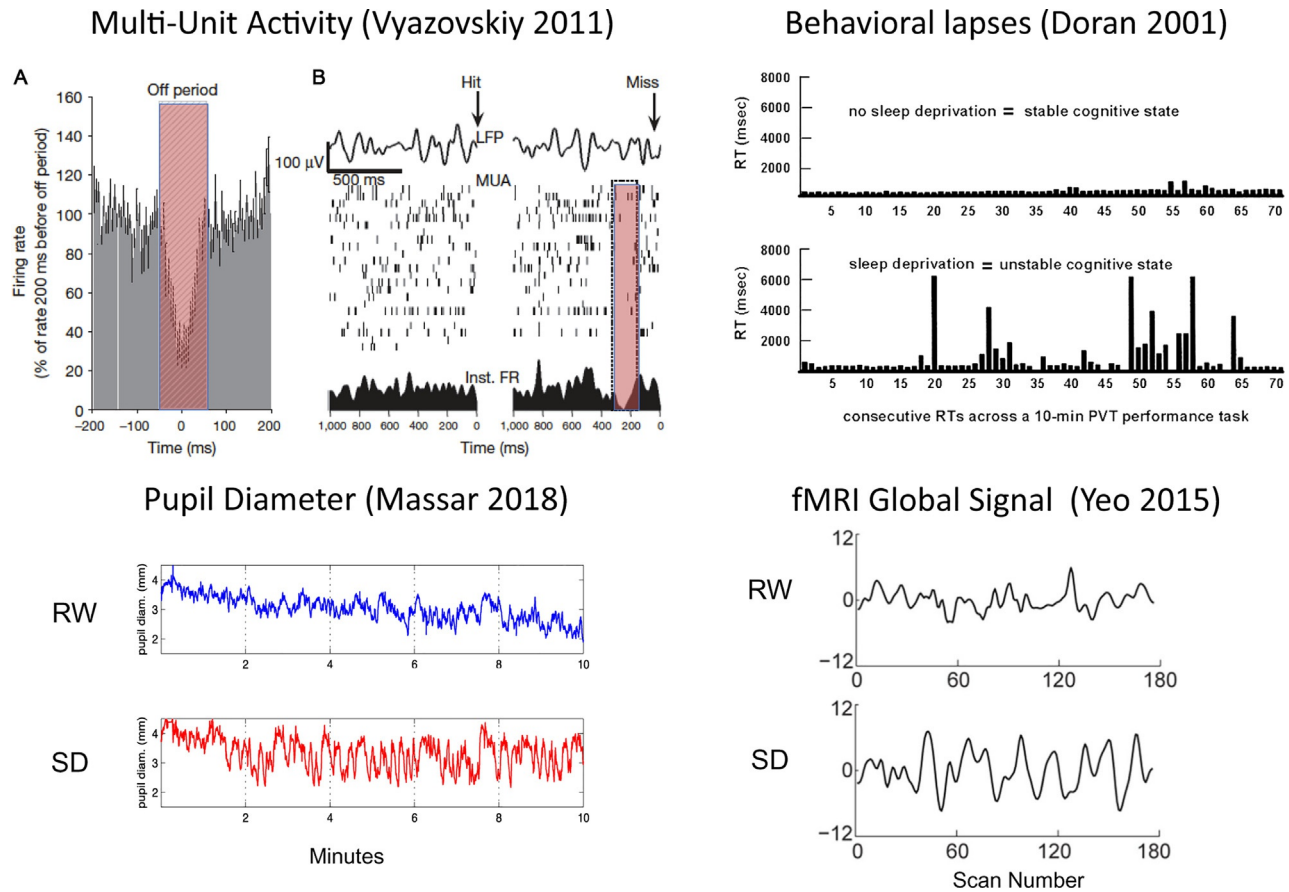 Multi-Unit Activity (Vyazovskiy 2011)
A
Off period
160
140
120
100
80
60
40
20
0
Firing rate
(% of rate 200 ms before off period)
−200 −100 0 100 200
Time (ms)
B
Hit
Miss
LFP
100 µV
500 ms
MUA
Inst. FR
1,000 800 600 400 200 0
1,000 800 600 400 200 0
Time (ms)
Behavioral lapses (Doran 2001)
8000
6000
4000
2000
RT (msec)
no sleep deprivation = stable cognitive state
5 10 15 20 25 30 35 40 45 50 55 60 65 70
8000
6000
4000
2000
RT (msec)
sleep deprivation = unstable cognitive state
5 10 15 20 25 30 35 40 45 50 55 60 65 70
consecutive RTs across a 10-min PVT performance task
Pupil Diameter (Massar 2018)
RW
pupil diam. (mm)
4
3
2
2 4 6 8 10
SD
pupil diam. (mm)
4
3
2
2 4 6 8 10
Minutes
fMRI Global Signal (Yeo 2015)
RW
12
−12
0 60 120 180
SD
12
0
−12
0 60 120 180
Scan Number